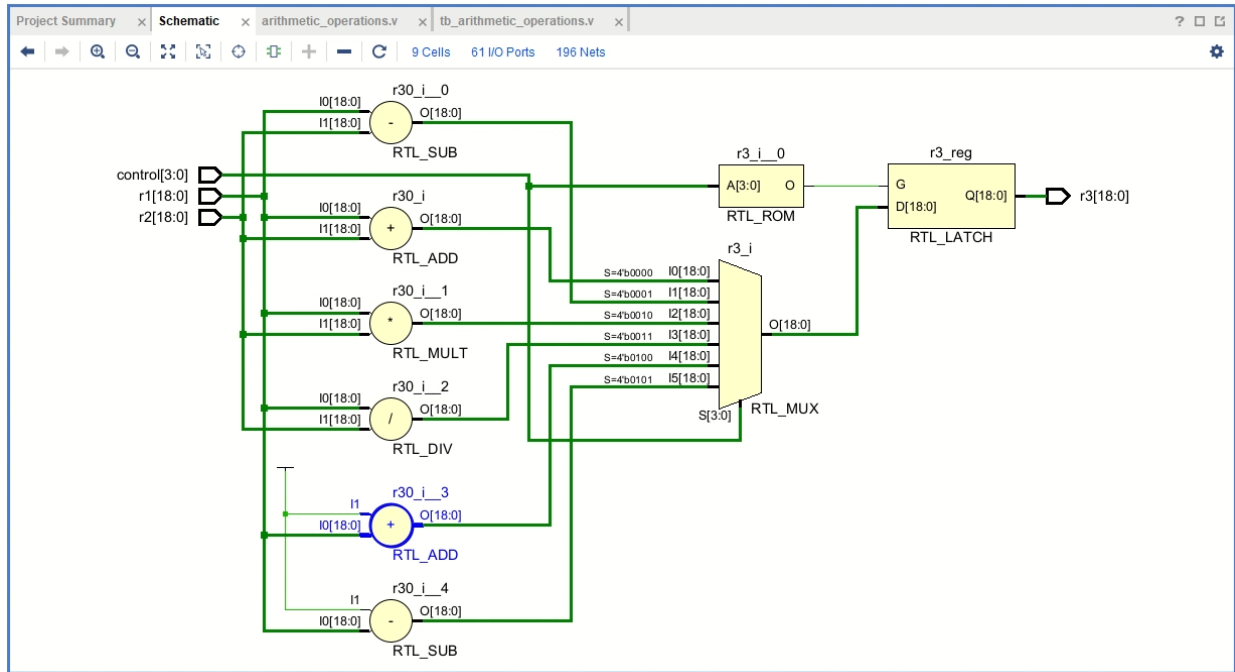 Project Summary × Schematic × arithmetic_operations.v × tb_arithmetic_operations.v ×
?
9 Cells 61 I/O Ports 196 Nets
control[3:0]
r1[18:0]
r2[18:0]
r30_i__0
I0[18:0]
I1[18:0]
-
O[18:0]
RTL_SUB
r30_i
I0[18:0]
I1[18:0]
+
O[18:0]
RTL_ADD
r30_i__1
I0[18:0]
I1[18:0]
*
O[18:0]
RTL_MULT
r30_i__2
I0[18:0]
I1[18:0]
/
O[18:0]
RTL_DIV
r30_i__3
I1
I0[18:0]
+
O[18:0]
RTL_ADD
r30_i__4
I1
I0[18:0]
-
O[18:0]
RTL_SUB
r3_i
S=4'b0000 I0[18:0]
S=4'b0001 I1[18:0]
S=4'b0010 I2[18:0]
S=4'b0011 I3[18:0]
S=4'b0100 I4[18:0]
S=4'b0101 I5[18:0]
S[3:0]
O[18:0]
RTL_MUX
r3_i__0
A[3:0] O
RTL_ROM
r3_reg
G
D[18:0]
Q[18:0]
RTL_LATCH
r3[18:0]